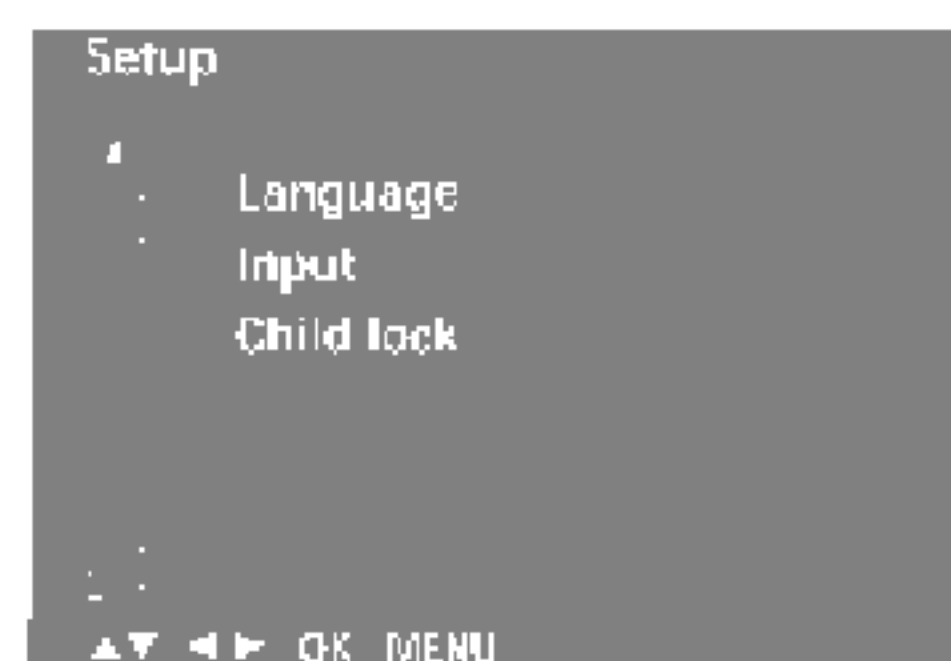 Setup
Language
Input
Child lock
▲▼ ◄ ► OK MENU